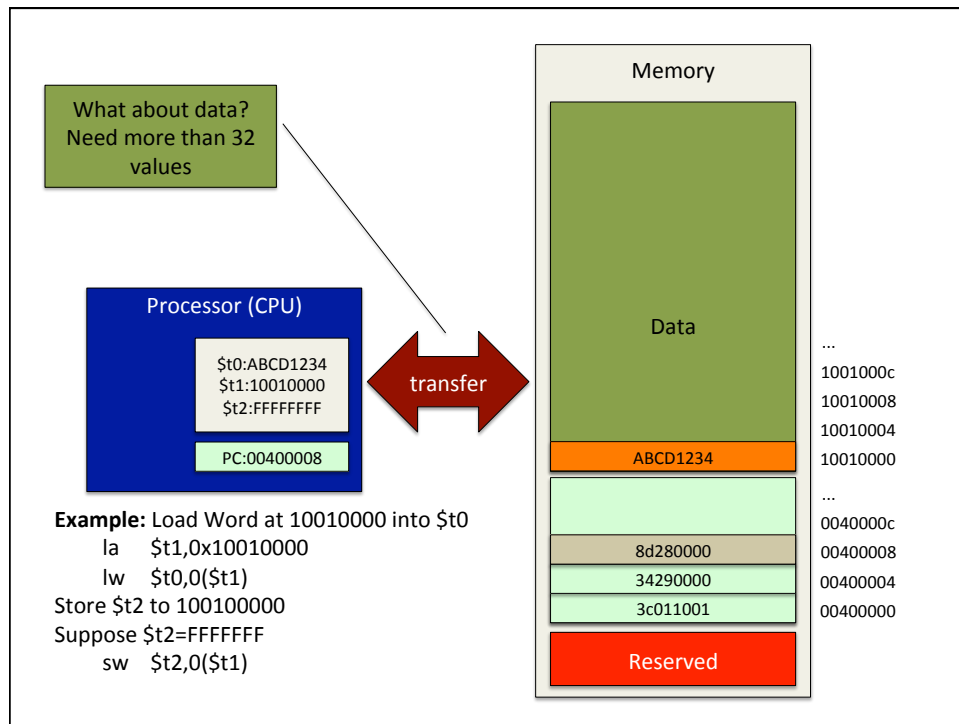 What about data?
Need more than 32
values
Processor (CPU)
$t0:ABCD1234
$t1:10010000
$t2:FFFFFFFF
PC:00400008
transfer
Memory
Data
ABCD1234
8d280000
34290000
3c011001
Reserved
...
1001000c
10010008
10010004
10010000
...
0040000c
00400008
00400004
00400000
Example: Load Word at 10010000 into $t0
la $t1,0x10010000
lw $t0,0($t1)
Store $t2 to 100100000
Suppose $t2=FFFFFFF
sw $t2,0($t1)